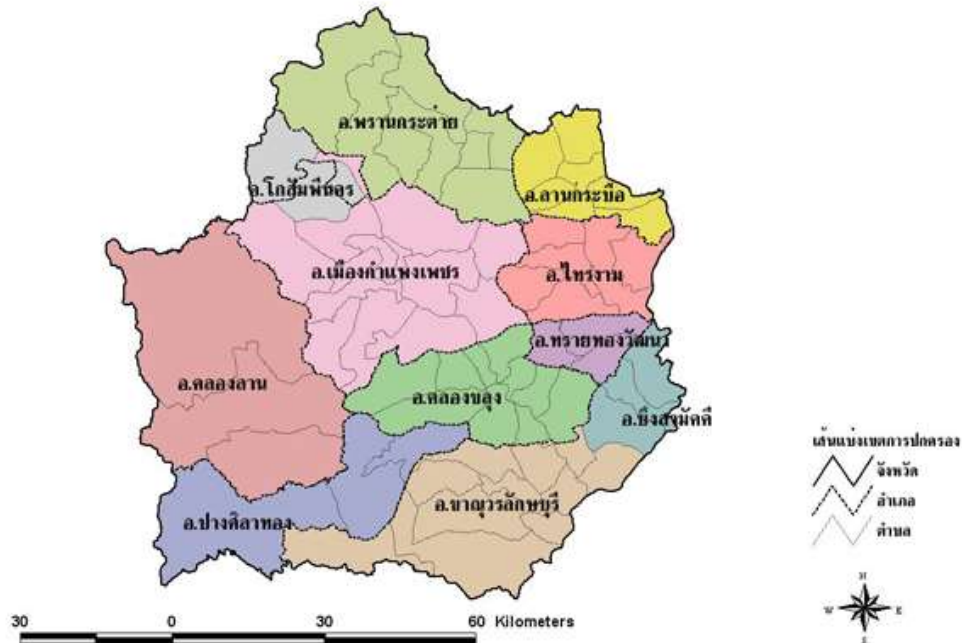 อ.พรานกระต่าย
อ.โกสัมพีนคร
อ.ลานกระบือ
อ.เมืองกำแพงเพชร
อ.ไทรงาม
อ.ทรายทองวัฒนา
อ.คลองลาน
อ.คลองขลุง
อ.บึงสามัคคี
อ.ปางศิลาทอง
อ.ขาณุวรลักษบุรี
เส้นแบ่งเขตการปกครอง
จังหวัด
อำเภอ
ตำบล
N
W E
S
30 0 30 60 Kilometers